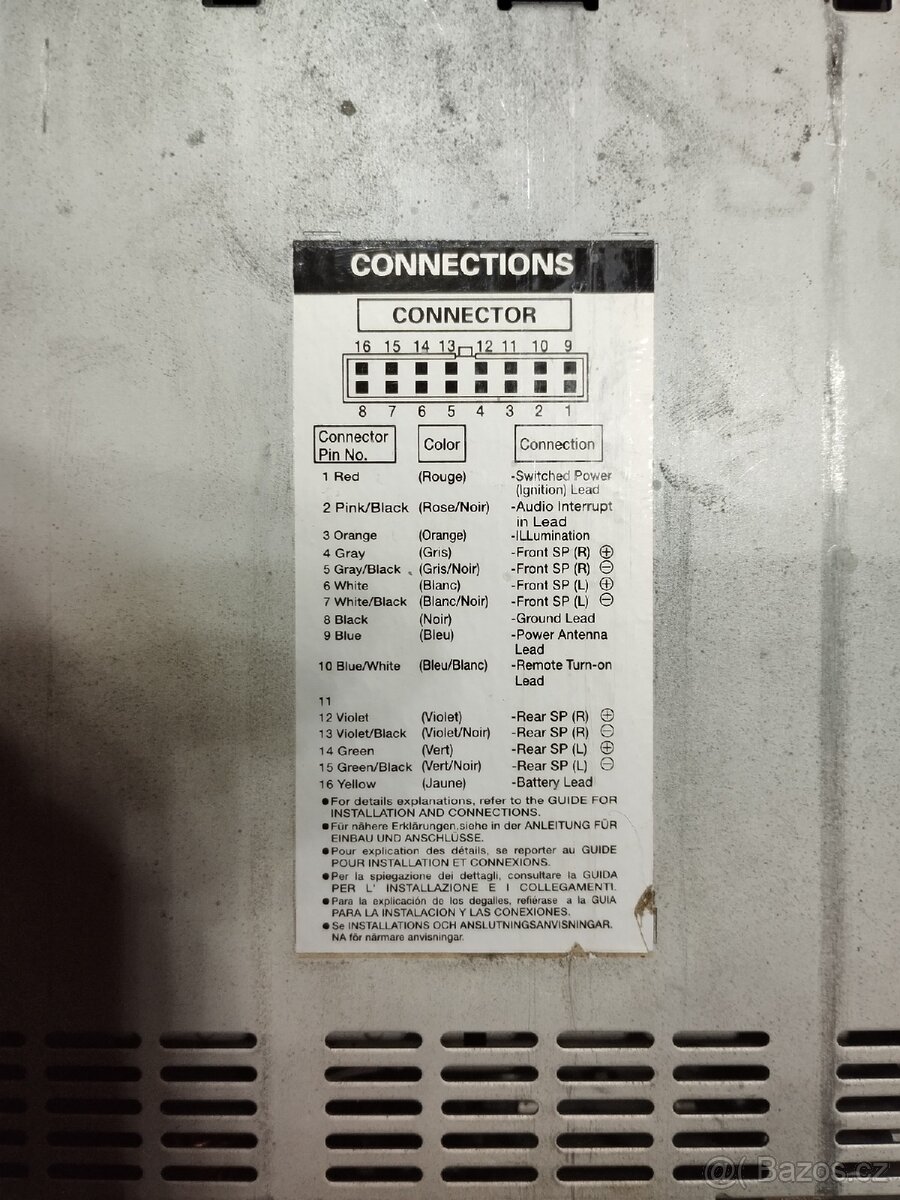 CONNECTIONS
CONNECTOR
16 15 14 13 12 11 10 9
8 7 6 5 4 3 2 1
Connector Pin No. Color Connection
1 Red (Rouge) -Switched Power
(Ignition) Lead
2 Pink/Black (Rose/Noir) -Audio Interrupt
in Lead
3 Orange (Orange) -ILLumination
4 Gray (Gris) -Front SP (R) ⊕
5 Gray/Black (Gris/Noir) -Front SP (R) ⊖
6 White (Blanc) -Front SP (L) ⊕
7 White/Black (Blanc/Noir) -Front SP (L) ⊖
8 Black (Noir) -Ground Lead
9 Blue (Bleu) -Power Antenna
Lead
10 Blue/White (Bleu/Blanc) -Remote Turn-on
Lead
11
12 Violet (Violet) -Rear SP (R) ⊕
13 Violet/Black (Violet/Noir) -Rear SP (R) ⊖
14 Green (Vert) -Rear SP (L) ⊕
15 Green/Black (Vert/Noir) -Rear SP (L) ⊖
16 Yellow (Jaune) -Battery Lead
●For details explanations, refer to the GUIDE FOR
INSTALLATION AND CONNECTIONS.
●Für nähere Erklärungen,siehe in der ANLEITUNG FÜR
EINBAU UND ANSCHLÜSSE.
●Pour explication des détails, se reporter au GUIDE
POUR INSTALLATION ET CONNEXIONS.
●Per la spiegazione dei dettagli, consultare la GUIDA
PER L' INSTALLAZIONE E I COLLEGAMENTI.
●Para la explicación de los degalles, refiérase a la GUIA
PARA LA INSTALACION Y LAS CONEXIONES.
●Se INSTALLATIONS OCH ANSLUTNINGSANVISNINGAR.
NA för närmare anvisningar.
@( Bazos.cz